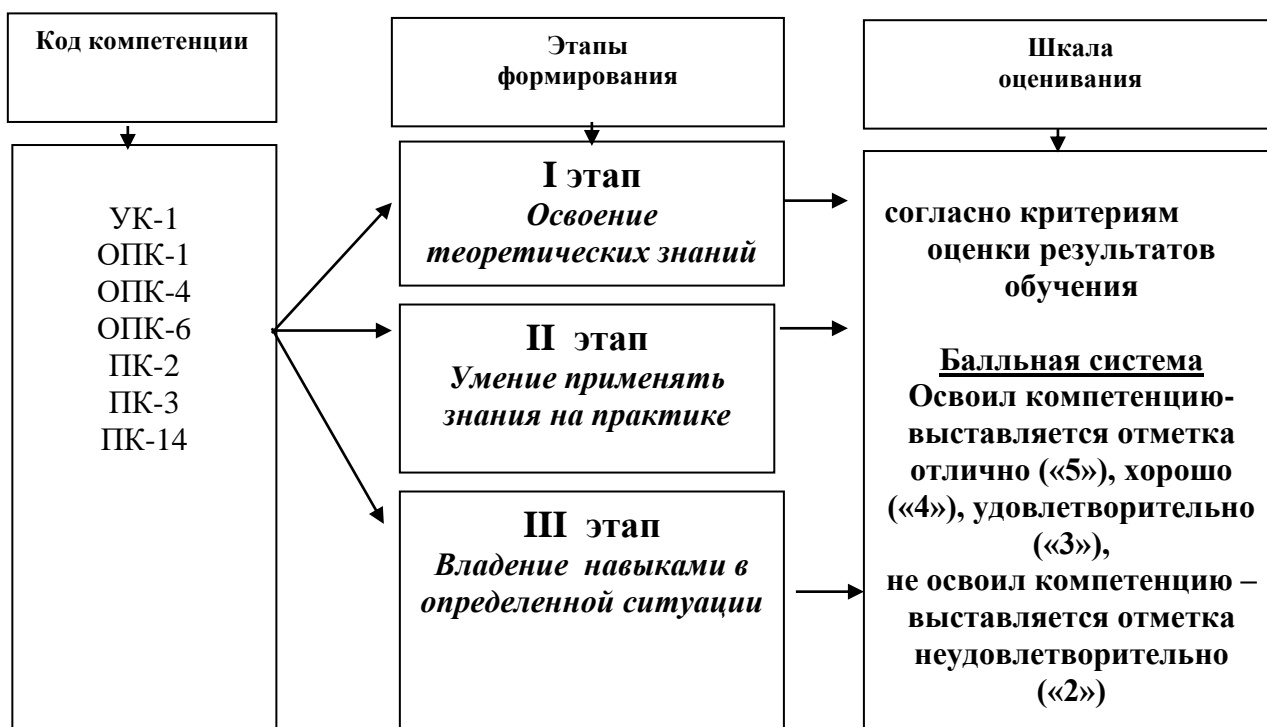 Код компетенции
Этапы
формирования
Шкала
оценивания
УК-1
ОПК-1
ОПК-4
ОПК-6
ПК-2
ПК-3
ПК-14
I этап
Освоение
теоретических знаний
II этап
Умение применять
знания на практике
III этап
Владение навыками в
определенной ситуации
согласно критериям
оценки результатов
обучения
Балльная система
Освоил компетенцию-
выставляется отметка
отлично («5»), хорошо
(«4»), удовлетворительно
(«3»),
не освоил компетенцию –
выставляется отметка
неудовлетворительно
(«2»)